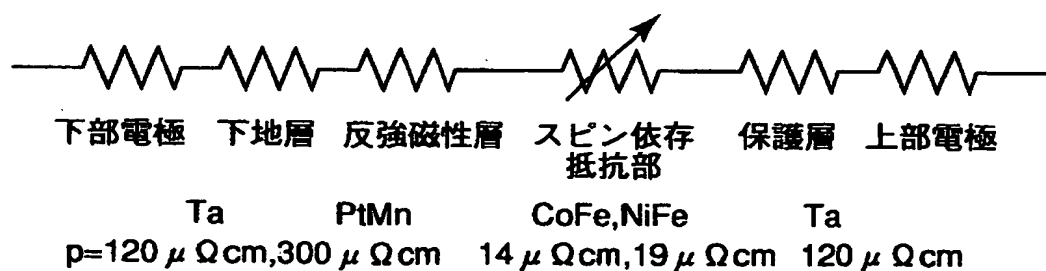 下部電極 下地層 反強磁性層 スピン依存抵抗部 保護層 上部電極
Ta PtMn CoFe,NiFe Ta
p=120 μ Ωcm,300 μ Ωcm 14 μ Ωcm,19 μ Ωcm 120 μ Ωcm